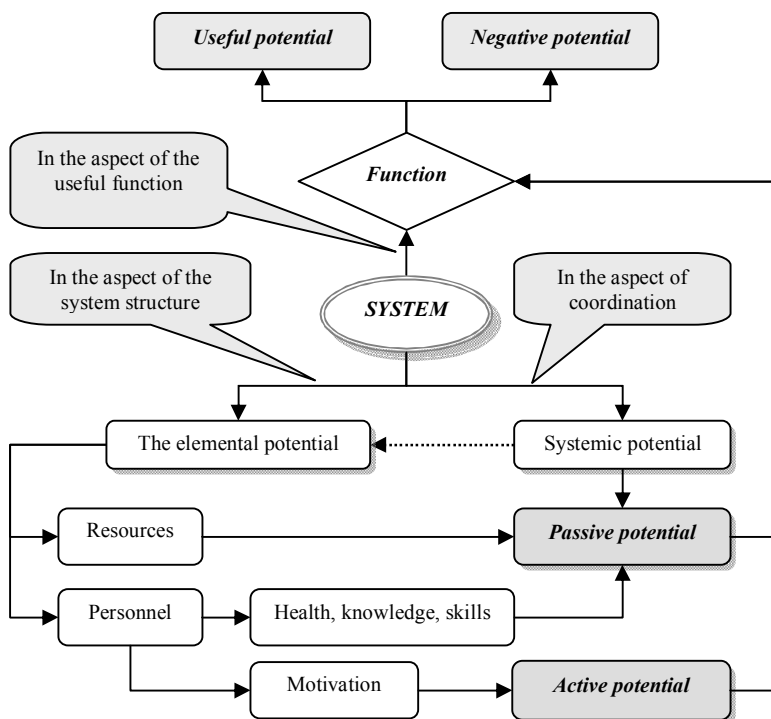 Useful potential
Negative potential
In the aspect of the
useful function
Function
In the aspect of the
system structure
SYSTEM
In the aspect of
coordination
The elemental potential
Systemic potential
Resources
Passive potential
Personnel
Health, knowledge, skills
Motivation
Active potential